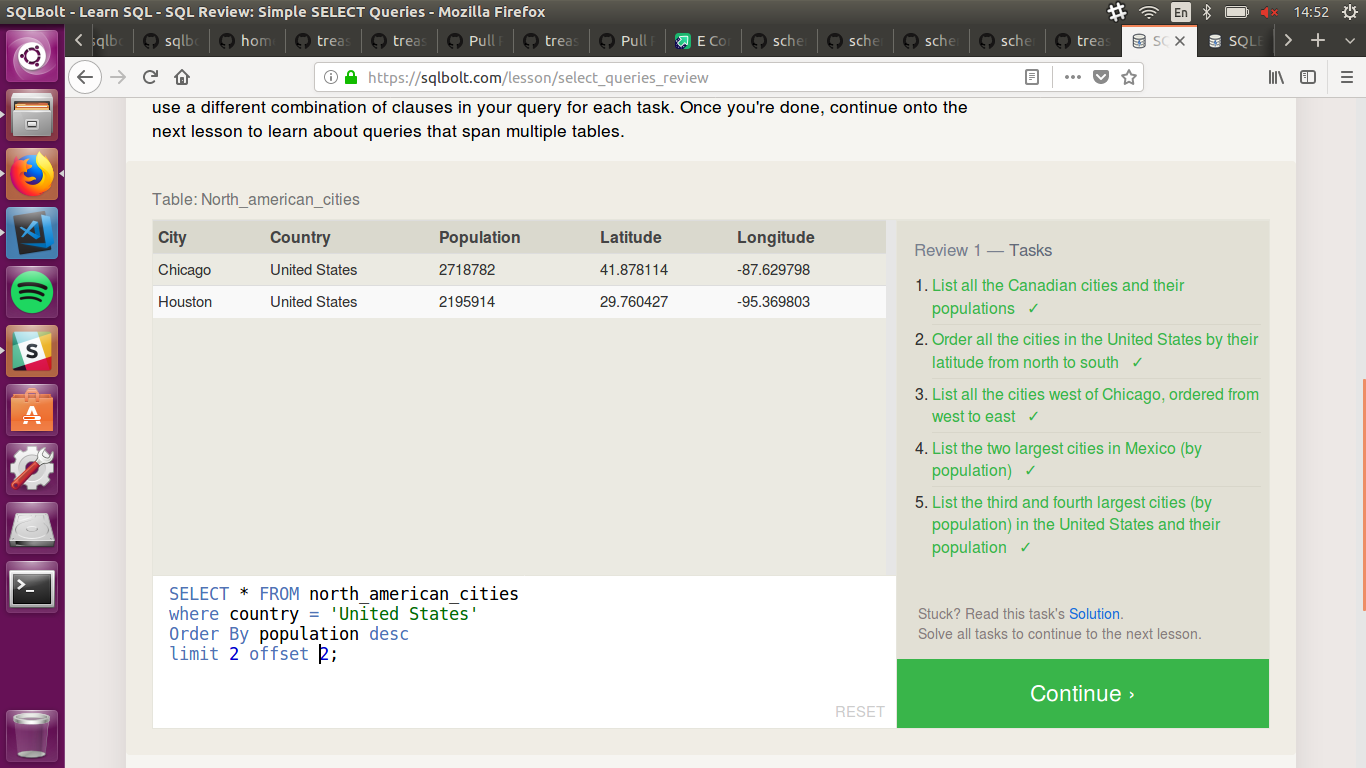 SQLBolt - Learn SQL - SQL Review: Simple SELECT Queries - Mozilla Firefox
En
14:52
sqlb
sqlb
hom
treas
treas
Pull
treas
Pull
E Co
sche
sche
sche
sche
treas
SQ
SQLB
https://sqlbolt.com/lesson/select_queries_review
use a different combination of clauses in your query for each task. Once you're done, continue onto the
next lesson to learn about queries that span multiple tables.
Table: North_american_cities
City Country Population Latitude Longitude
Chicago United States 2718782 41.878114 -87.629798
Houston United States 2195914 29.760427 -95.369803
Review 1 — Tasks
1. List all the Canadian cities and their
populations ✓
2. Order all the cities in the United States by their
latitude from north to south ✓
3. List all the cities west of Chicago, ordered from
west to east ✓
4. List the two largest cities in Mexico (by
population) ✓
5. List the third and fourth largest cities (by
population) in the United States and their
population ✓
SELECT * FROM north_american_cities
where country = 'United States'
Order By population desc
limit 2 offset 2;
RESET
Stuck? Read this task's Solution.
Solve all tasks to continue to the next lesson.
Continue ›